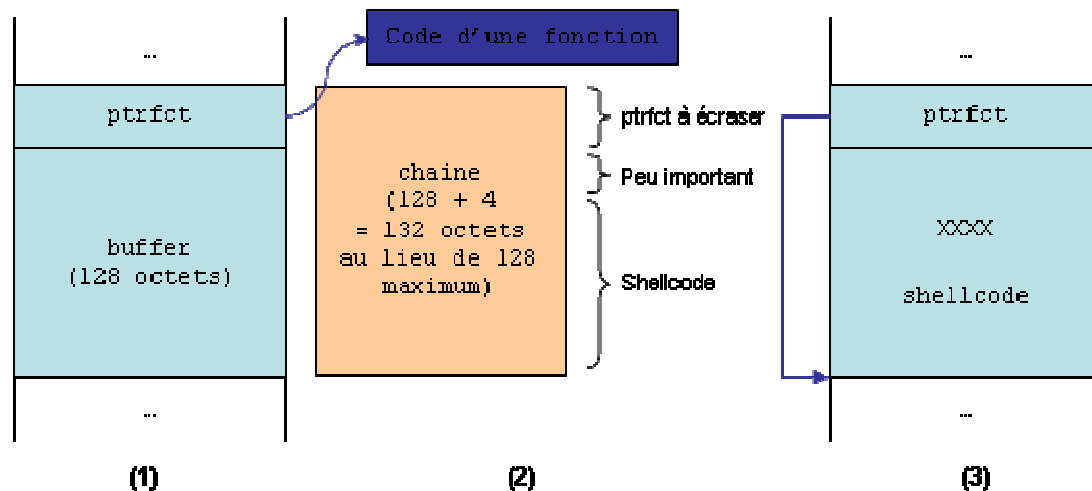 …
ptrfct
buffer
(128 octets)
…
(1)
Code d'une fonction
chaine
(128 + 4
= 132 octets
au lieu de 128
maximum)
ptrfct à écraser
Peu important
Shellcode
(2)
…
ptrfct
XXXX
shellcode
…
(3)